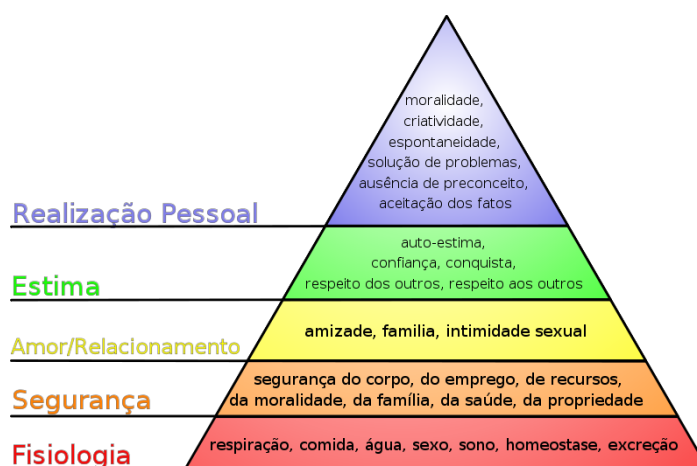 moralidade,
criatividade,
espontaneidade,
solução de problemas,
ausência de preconceito,
aceitação dos fatos
Realização Pessoal
auto-estima,
confiança, conquista,
respeito dos outros, respeito aos outros
Estima
amizade, familia, intimidade sexual
Amor/Relacionamento
segurança do corpo, do emprego, de recursos,
da moralidade, da família, da saúde, da propriedade
Segurança
respiração, comida, água, sexo, sono, homeostase, excreção
Fisiologia